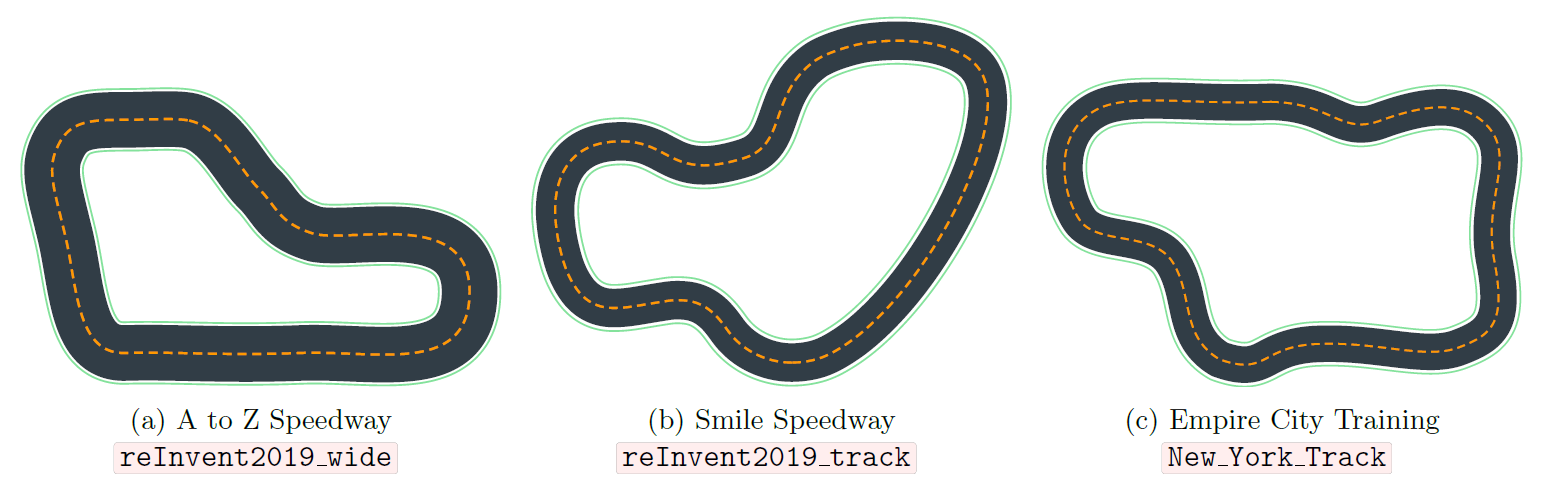 (a) A to Z Speedway
reInvent2019_wide
(b) Smile Speedway
reInvent2019_track
(c) Empire City Training
New_York_Track